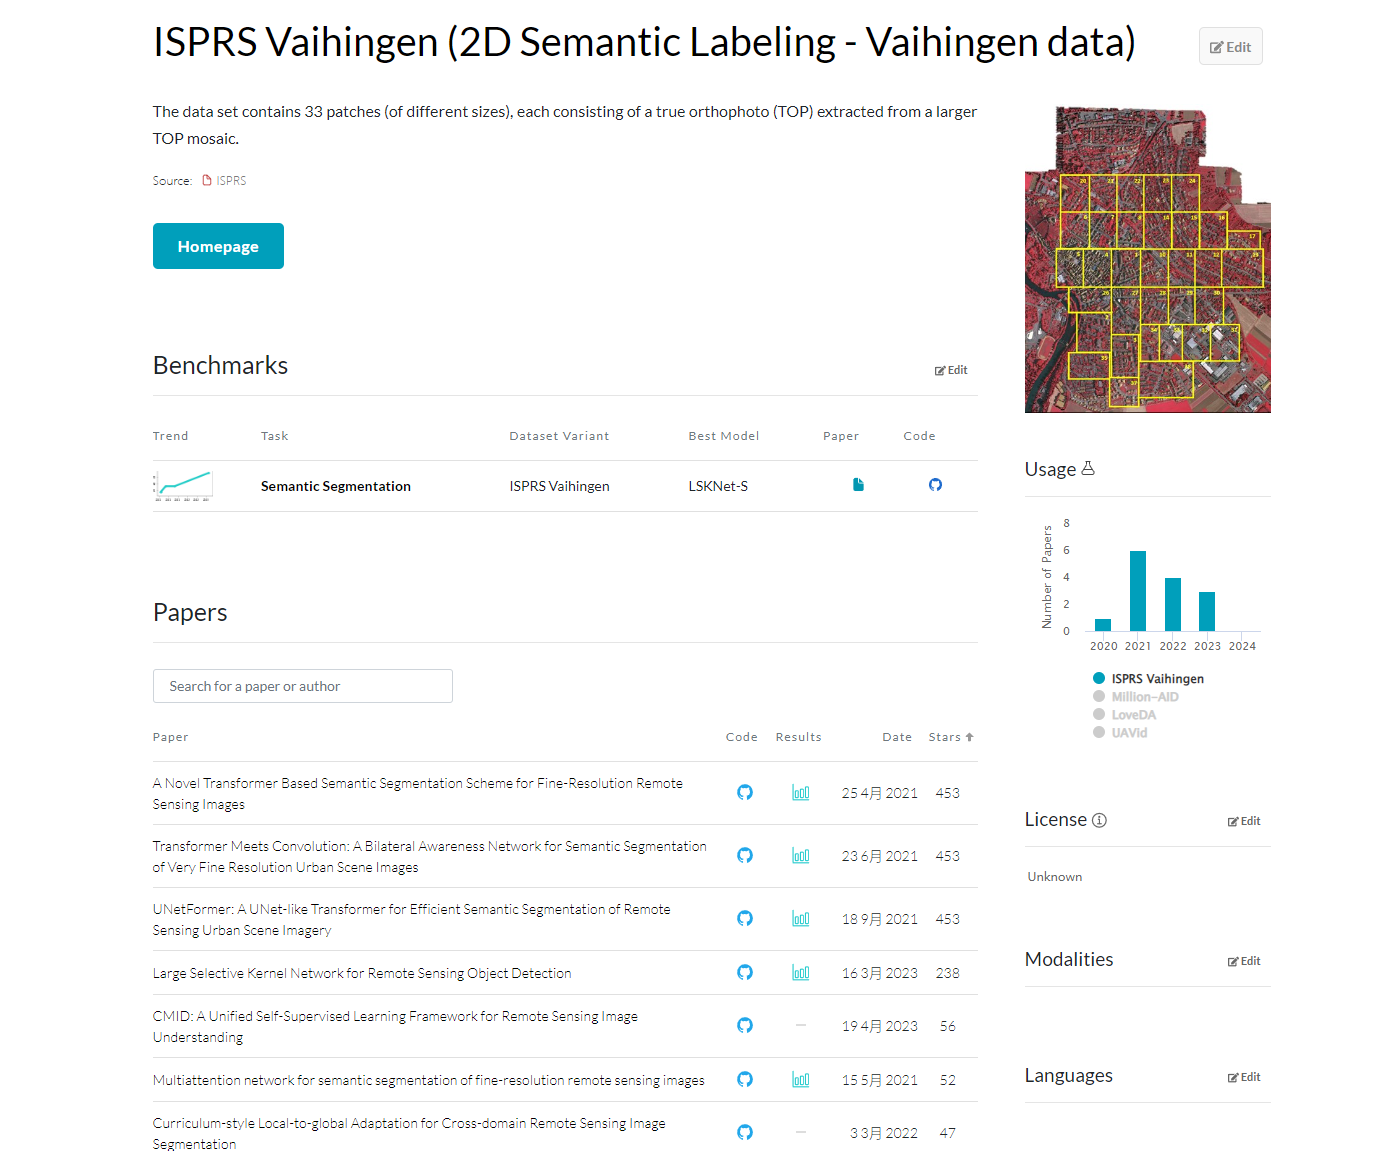 ISPRS Vaihingen (2D Semantic Labeling - Vaihingen data)
Edit
The data set contains 33 patches (of different sizes), each consisting of a true orthophoto (TOP) extracted from a larger
TOP mosaic.
Source: ISPRS
Homepage
Benchmarks
Edit
Trend Task Dataset Variant Best Model Paper Code
Semantic Segmentation ISPRS Vaihingen LSKNet-S
Papers
Search for a paper or author
Paper Code Results Date Stars
A Novel Transformer Based Semantic Segmentation Scheme for Fine-Resolution Remote
Sensing Images
25 4月 2021 453
Transformer Meets Convolution: A Bilateral Awareness Network for Semantic Segmentation
of Very Fine Resolution Urban Scene Images
23 6月 2021 453
UNetFormer: A UNet-like Transformer for Efficient Semantic Segmentation of Remote
Sensing Urban Scene Imagery
18 9月 2021 453
Large Selective Kernel Network for Remote Sensing Object Detection 16 3月 2023 238
CMID: A Unified Self-Supervised Learning Framework for Remote Sensing Image
Understanding
19 4月 2023 56
Multiattention network for semantic segmentation of fine-resolution remote sensing images 15 5月 2021 52
Curriculum-style Local-to-global Adaptation for Cross-domain Remote Sensing Image
Segmentation
3 3月 2022 47
Usage
Number of Papers
8
6
4
2
0
2020 2021 2022 2023 2024
ISPRS Vaihingen
Million-AID
LoveDA
UAVid
License
Edit
Unknown
Modalities
Edit
Languages
Edit